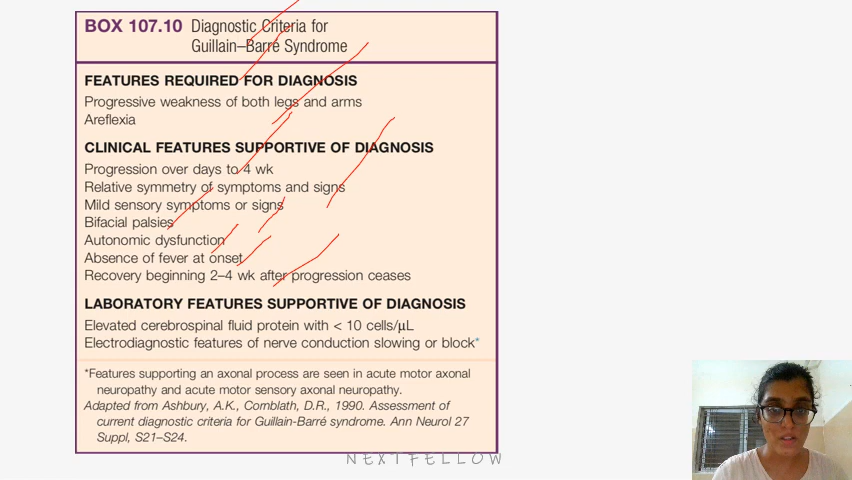 BOX 107.10 Diagnostic Criteria for
Guillain–Barré Syndrome
FEATURES REQUIRED FOR DIAGNOSIS
Progressive weakness of both legs and arms
Areflexia
CLINICAL FEATURES SUPPORTIVE OF DIAGNOSIS
Progression over days to 4 wk
Relative symmetry of symptoms and signs
Mild sensory symptoms or signs
Bifacial palsies
Autonomic dysfunction
Absence of fever at onset
Recovery beginning 2–4 wk after progression ceases
LABORATORY FEATURES SUPPORTIVE OF DIAGNOSIS
Elevated cerebrospinal fluid protein with < 10 cells/μL
Electrodiagnostic features of nerve conduction slowing or block*
*Features supporting an axonal process are seen in acute motor axonal
neuropathy and acute motor sensory axonal neuropathy.
Adapted from Ashbury, A.K., Cornblath, D.R., 1990. Assessment of
current diagnostic criteria for Guillain-Barré syndrome. Ann Neurol 27
Suppl, S21–S24.
NEXTFELLOW